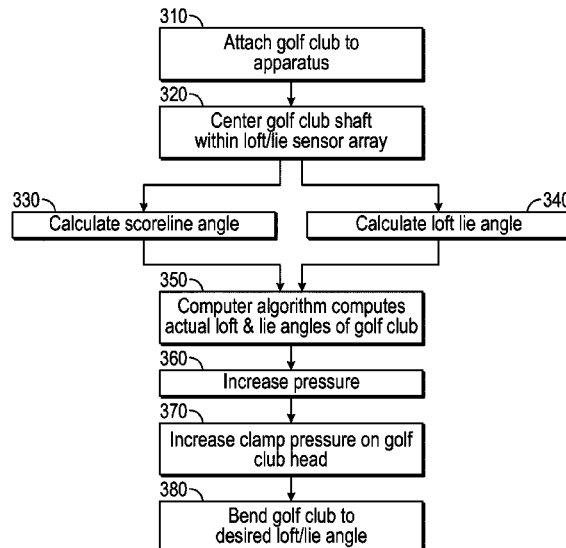 310
Attach golf club to
apparatus
320
Center golf club shaft
within loft/lie sensor array
330
Calculate scoreline angle
340
Calculate loft lie angle
350
Computer algorithm computes
actual loft & lie angles of golf club
360
Increase pressure
370
Increase clamp pressure on golf
club head
380
Bend golf club to
desired loft/lie angle